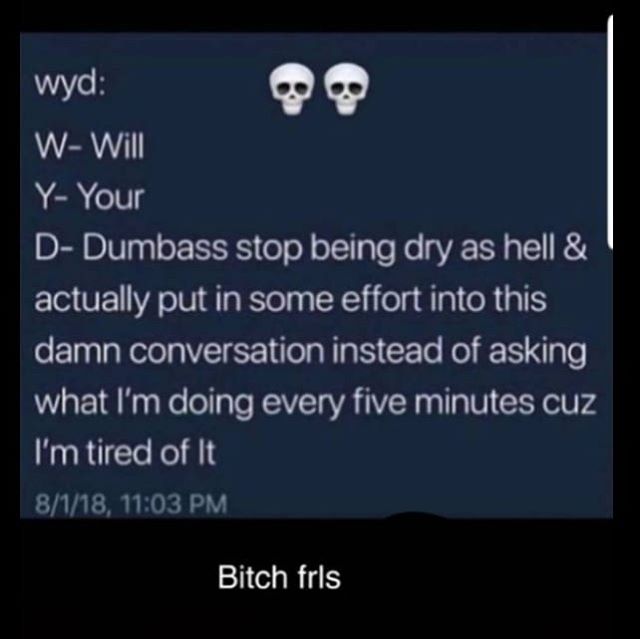 wyd: 💀💀
W- Will
Y- Your
D- Dumbass stop being dry as hell &
actually put in some effort into this
damn conversation instead of asking
what I'm doing every five minutes cuz
I'm tired of It
8/1/18, 11:03 PM
Bitch frls